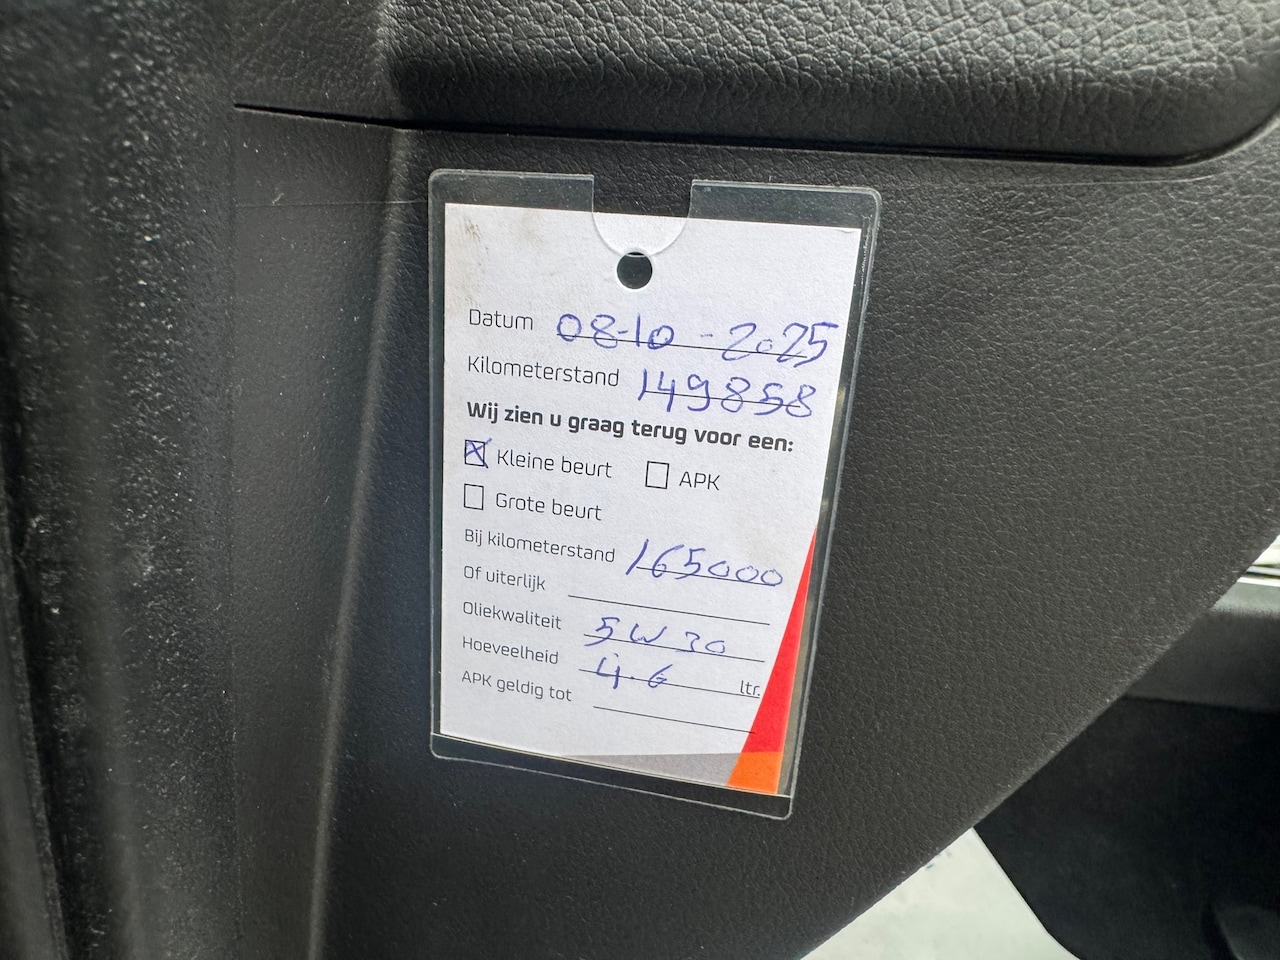 Datum 08-10-2025
Kilometerstand 149858
Wij zien u graag terug voor een:
Kleine beurt APK
Grote beurt
Bij kilometerstand 165000
Of uiterlijk
Oliekwaliteit 5W30
Hoeveelheid 4.6 ltr.
APK geldig tot